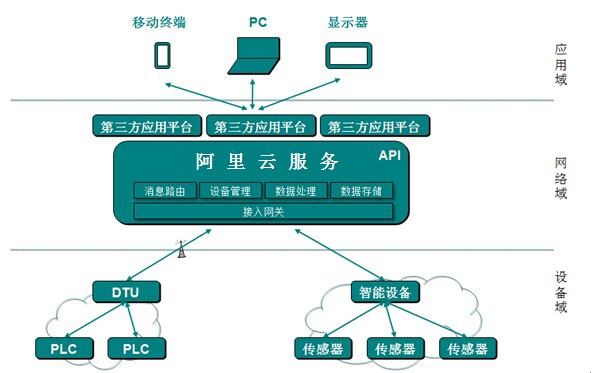 移动终端
PC
显示器
应用域
第三方应用平台
第三方应用平台
第三方应用平台
阿里云服务
API
消息路由
设备管理
数据处理
数据存储
接入网关
网络域
DTU
智能设备
设备域
PLC
PLC
传感器
传感器
传感器